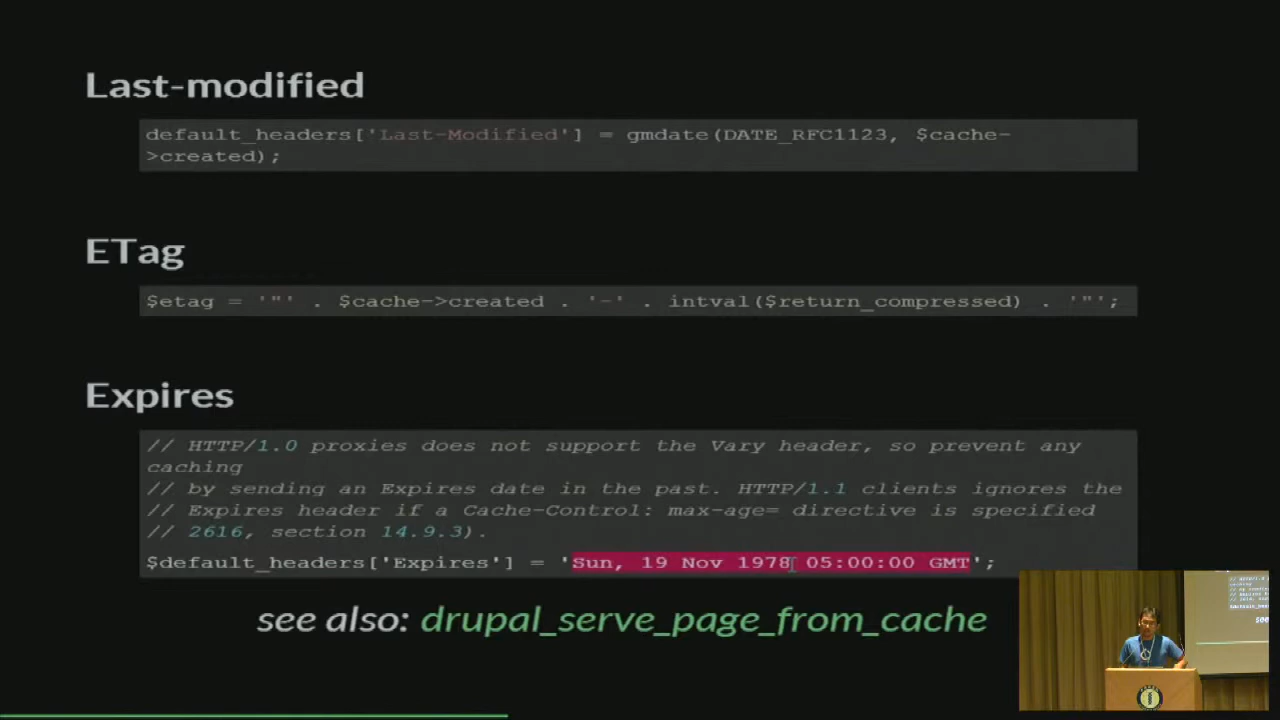 Last-modified
default_headers['Last-Modified'] = gmdate(DATE_RFC1123, $cache-
>created);
ETag
$etag = '"' . $cache->created . '-' . intval($return_compressed) . '"';
Expires
// HTTP/1.0 proxies does not support the Vary header, so prevent any
caching
// by sending an Expires date in the past. HTTP/1.1 clients ignores the
// Expires header if a Cache-Control: max-age= directive is specified
// 2616, section 14.9.3).
$default_headers['Expires'] = 'Sun, 19 Nov 1978 05:00:00 GMT';
see also: drupal_serve_page_from_cache